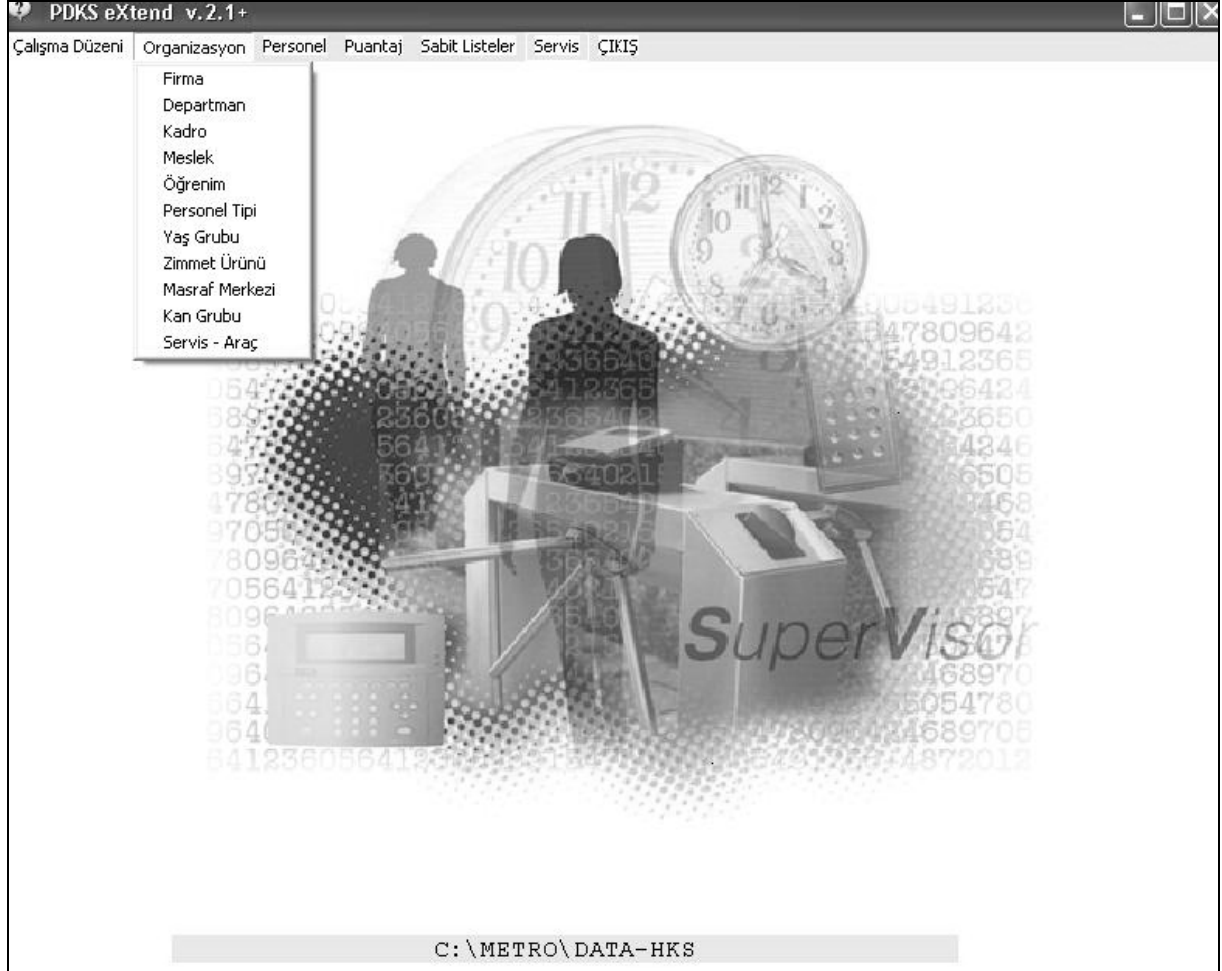 PDKS eXtend v.2.1+
Çalışma Düzeni Organizasyon Personel Puantaj Sabit Listeler Servis ÇIKIŞ
Firma
Departman
Kadro
Meslek
Öğrenim
Personel Tipi
Yaş Grubu
Zimmet Ürünü
Masraf Merkezi
Kan Grubu
Servis - Araç
SuperVisor
C:\METRO\DATA-HKS